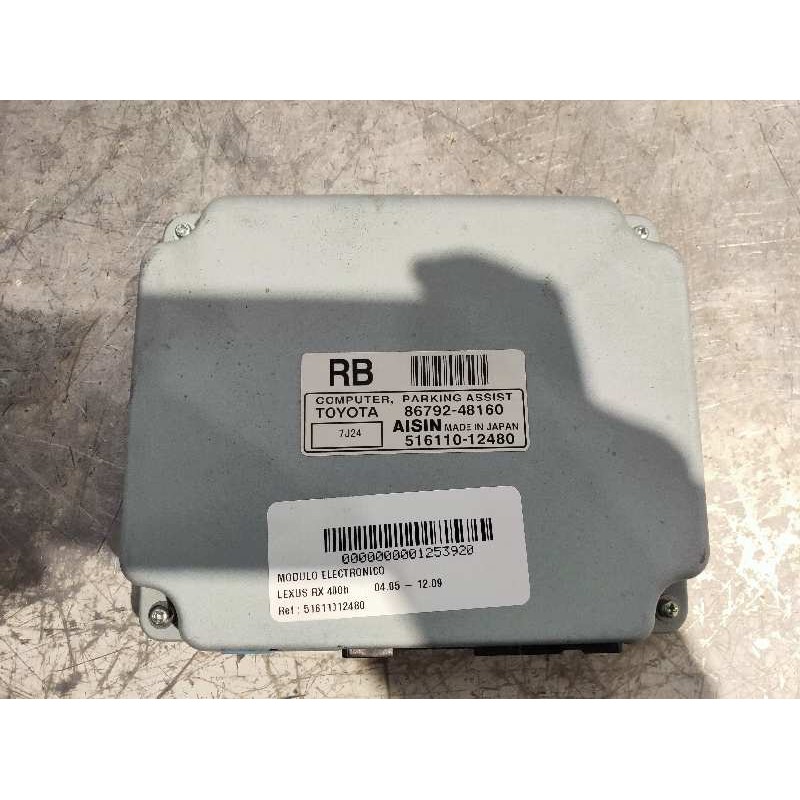 RB
COMPUTER, PARKING ASSIST
TOYOTA 86792-48160
7J24
AISIN MADE IN JAPAN
516110-12480
0000000001253920
MODULO ELECTRONICO
LEXUS RX 400h 04.05 – 12.09
Ref : 51611012480